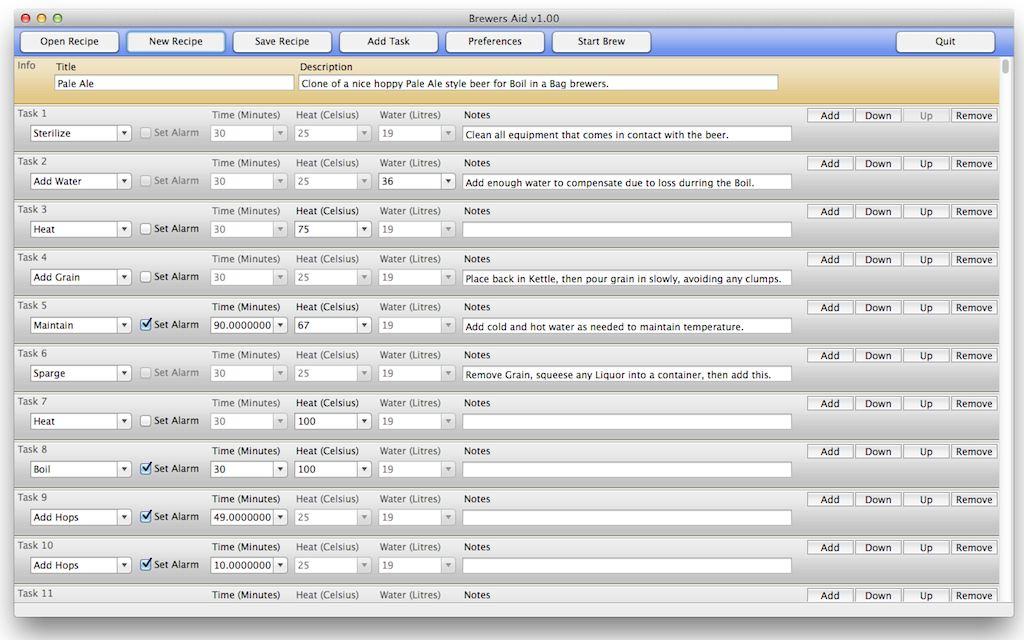 Brewers Aid v1.00
Open Recipe New Recipe Save Recipe Add Task Preferences Start Brew Quit
Info Title Description
Pale Ale Clone of a nice hoppy Pale Ale style beer for Boil in a Bag brewers.
Task 1 Time (Minutes) Heat (Celsius) Water (Litres) Notes Add Down Up Remove
Sterilize Set Alarm 30 25 19 Clean all equipment that comes in contact with the beer.
Task 2 Time (Minutes) Heat (Celsius) Water (Litres) Notes Add Down Up Remove
Add Water Set Alarm 30 25 36 Add enough water to compensate due to loss durring the Boil.
Task 3 Time (Minutes) Heat (Celsius) Water (Litres) Notes Add Down Up Remove
Heat Set Alarm 30 75 19
Task 4 Time (Minutes) Heat (Celsius) Water (Litres) Notes Add Down Up Remove
Add Grain Set Alarm 30 25 19 Place back in Kettle, then pour grain in slowly, avoiding any clumps.
Task 5 Time (Minutes) Heat (Celsius) Water (Litres) Notes Add Down Up Remove
Maintain Set Alarm 90.0000000 67 19 Add cold and hot water as needed to maintain temperature.
Task 6 Time (Minutes) Heat (Celsius) Water (Litres) Notes Add Down Up Remove
Sparge Set Alarm 30 25 19 Remove Grain, squeese any Liquor into a container, then add this.
Task 7 Time (Minutes) Heat (Celsius) Water (Litres) Notes Add Down Up Remove
Heat Set Alarm 30 100 19
Task 8 Time (Minutes) Heat (Celsius) Water (Litres) Notes Add Down Up Remove
Boil Set Alarm 30 100 19
Task 9 Time (Minutes) Heat (Celsius) Water (Litres) Notes Add Down Up Remove
Add Hops Set Alarm 49.0000000 25 19
Task 10 Time (Minutes) Heat (Celsius) Water (Litres) Notes Add Down Up Remove
Add Hops Set Alarm 10.0000000 25 19
Task 11 Time (Minutes) Heat (Celsius) Water (Litres) Notes Add Down Up Remove